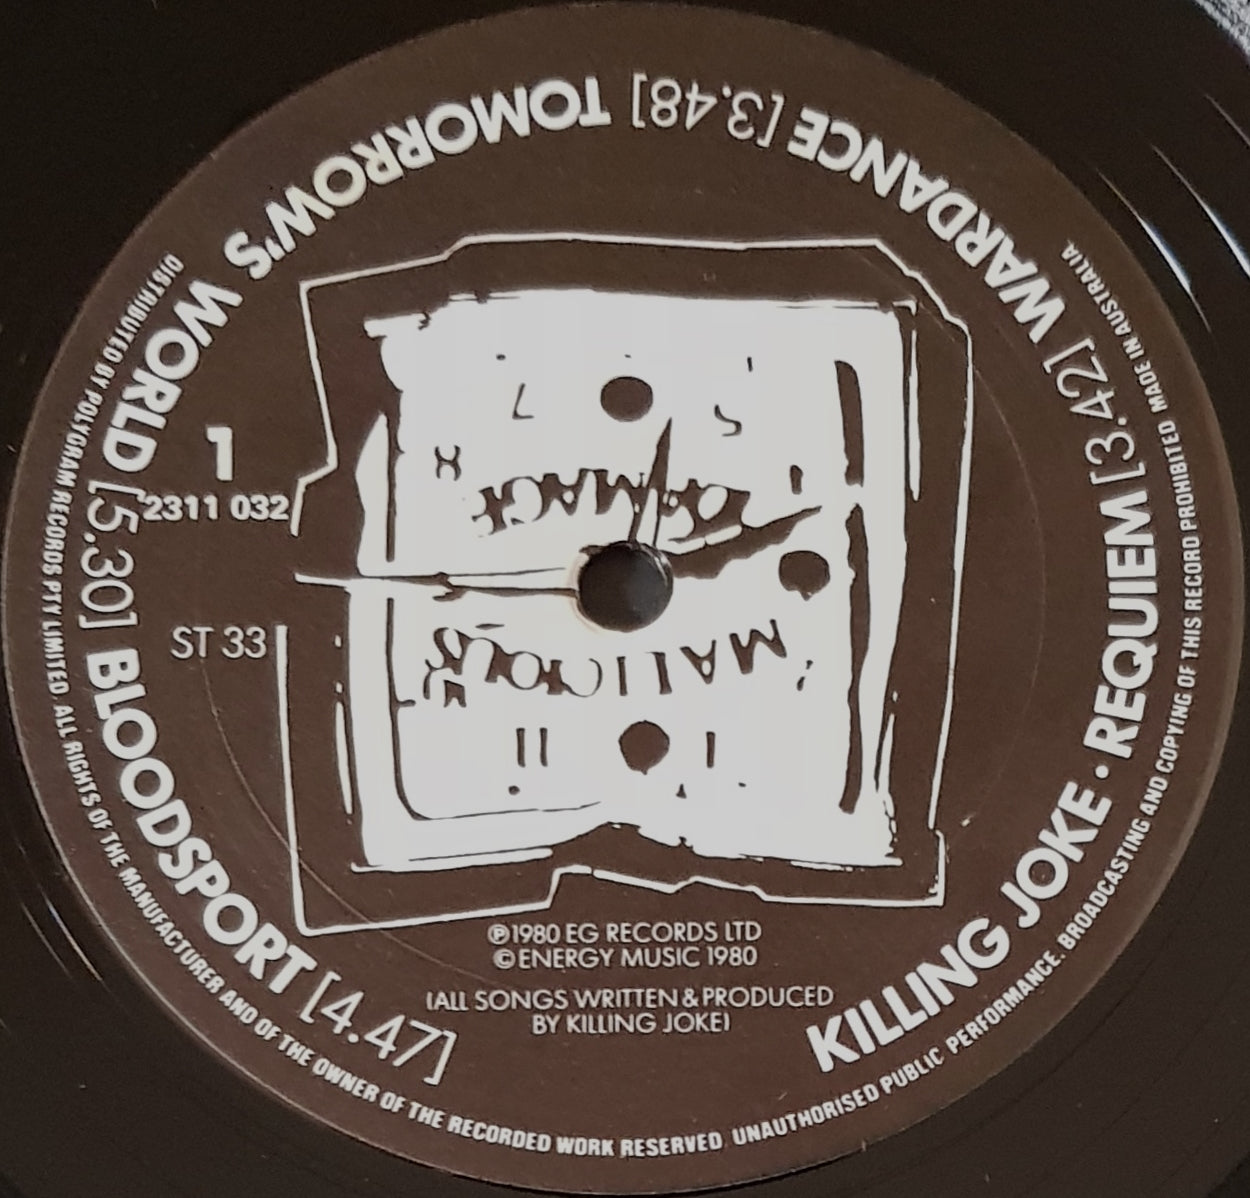 KILLING JOKE • REQUIEM [3.42] WARDANCE [3.48] TOMORROW'S WORLD [5.30] BLOODSPORT [4.47]
1
2311 032
ST 33
MALICIOUS
DAMAGE
℗1980 EG RECORDS LTD
©ENERGY MUSIC 1980
(ALL SONGS WRITTEN & PRODUCED
BY KILLING JOKE)
DISTRIBUTED BY POLYGRAM RECORDS PTY LIMITED. ALL RIGHTS OF THE MANUFACTURER AND OF THE OWNER OF THE RECORDED WORK RESERVED UNAUTHORISED PUBLIC PERFORMANCE. BROADCASTING AND COPYING OF THIS RECORD PROHIBITED MADE IN AUSTRALIA